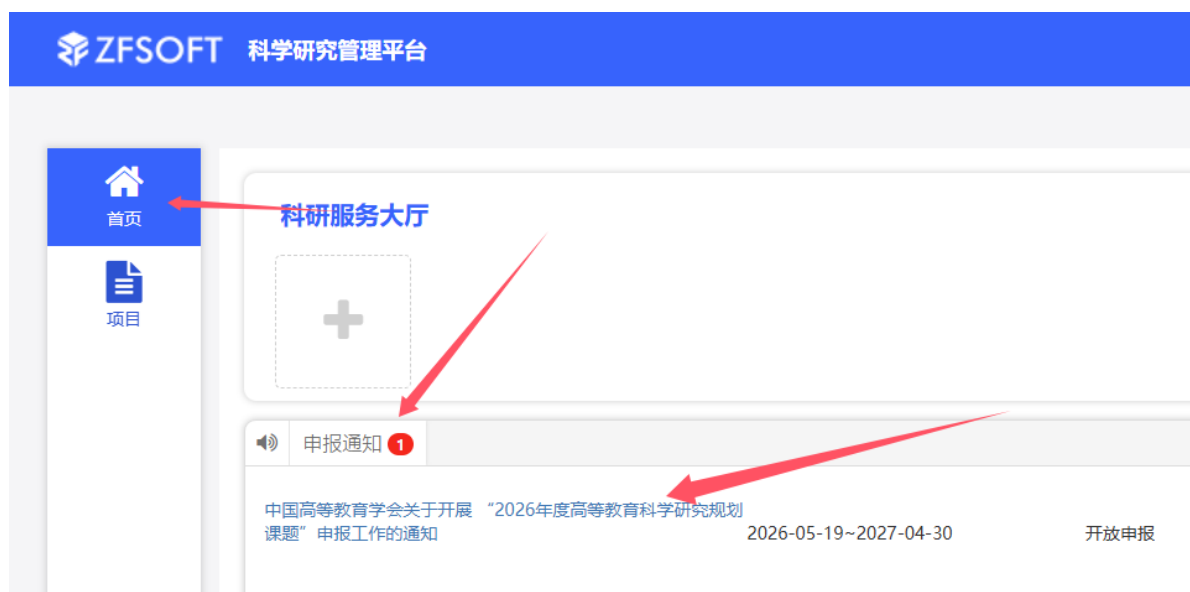 ZFSOFT 科学研究管理平台
首页
科研服务大厅
项目
申报通知 1
中国高等教育学会关于开展 “2026年度高等教育科学研究规划
课题”申报工作的通知 2026-05-19~2027-04-30 开放申报